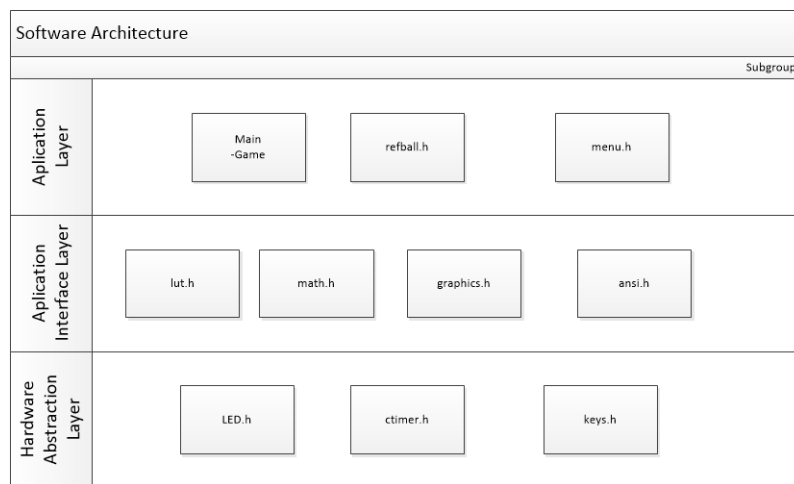 Software Architecture
Subgroup
Aplication
Layer
Main
-Game
refball.h
menu.h
Aplication
Interface Layer
lut.h
math.h
graphics.h
ansi.h
Hardware
Abstraction
Layer
LED.h
ctimer.h
keys.h